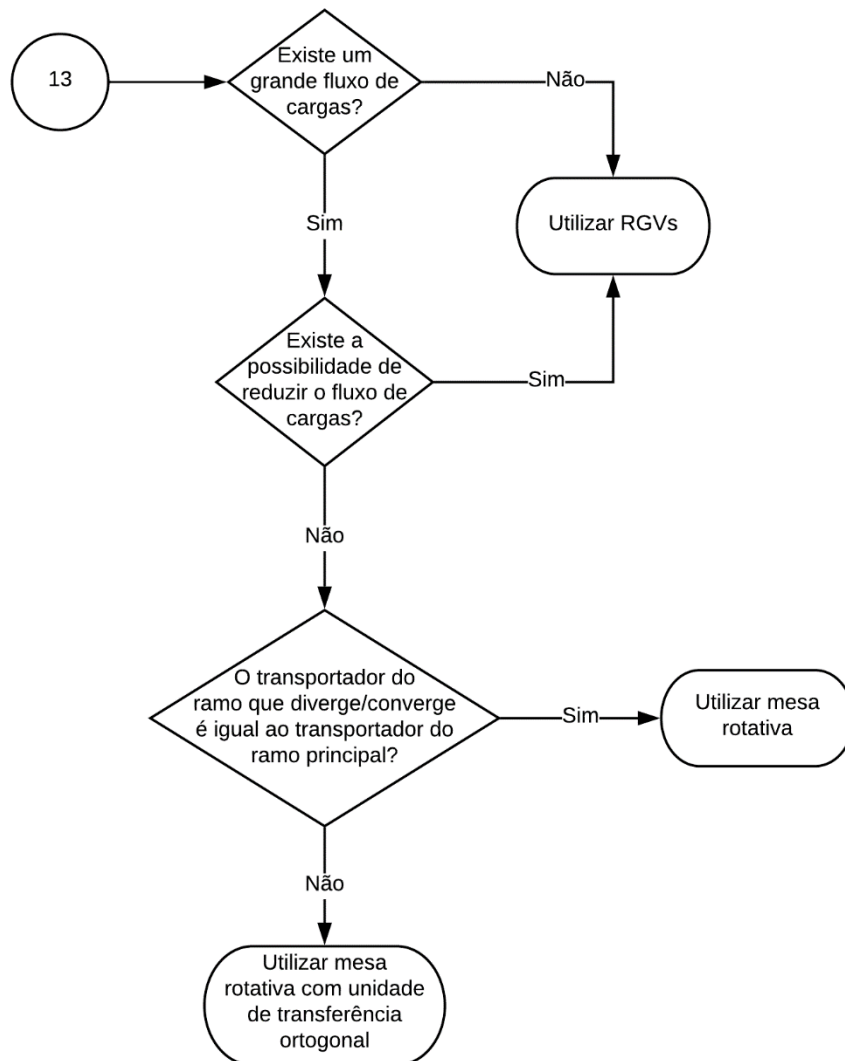 13
Existe um
grande fluxo de
cargas?
Não
Utilizar RGVs
Sim
Existe a
possibilidade de
reduzir o fluxo de
cargas?
Sim
Não
O transportador do
ramo que diverge/converge
é igual ao transportador do
ramo principal?
Sim
Utilizar mesa
rotativa
Não
Utilizar mesa
rotativa com unidade
de transferência
ortogonal